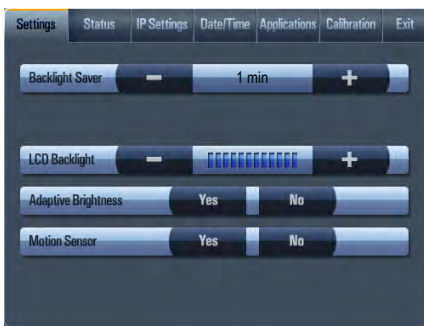 Settings Status IP Settings Date/Time Applications Calibration Exit
Backlight Saver − 1 min +
LCD Backlight − +
Adaptive Brightness Yes No
Motion Sensor Yes No